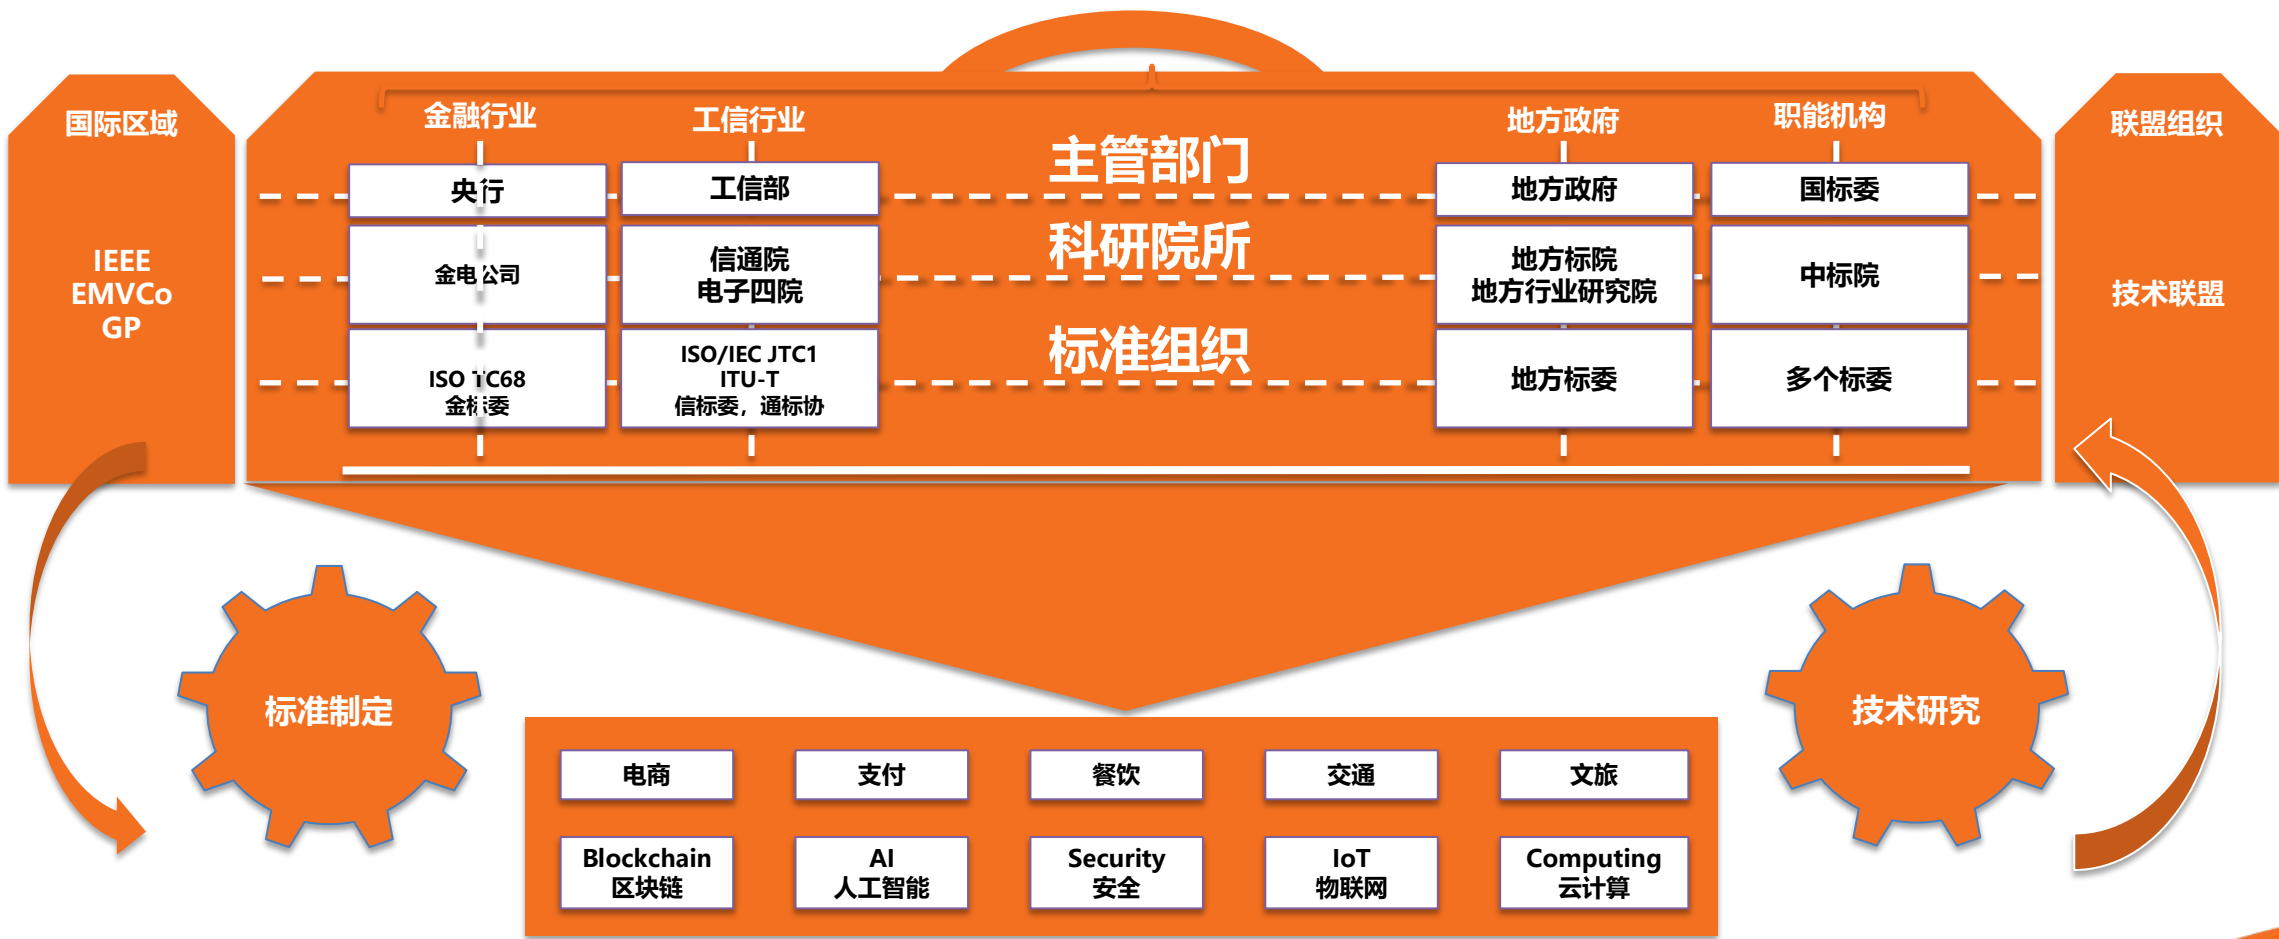 国际区域
IEEE
EMVCo
GP
金融行业
工信行业
地方政府
职能机构
主管部门
央行
工信部
地方政府
国标委
科研院所
金电公司
信通院
电子四院
地方标院
地方行业研究院
中标院
标准组织
ISO TC68
金标委
ISO/IEC JTC1
ITU-T
信标委，通标协
地方标委
多个标委
联盟组织
技术联盟
标准制定
技术研究
电商
支付
餐饮
交通
文旅
Blockchain
区块链
AI
人工智能
Security
安全
IoT
物联网
Computing
云计算